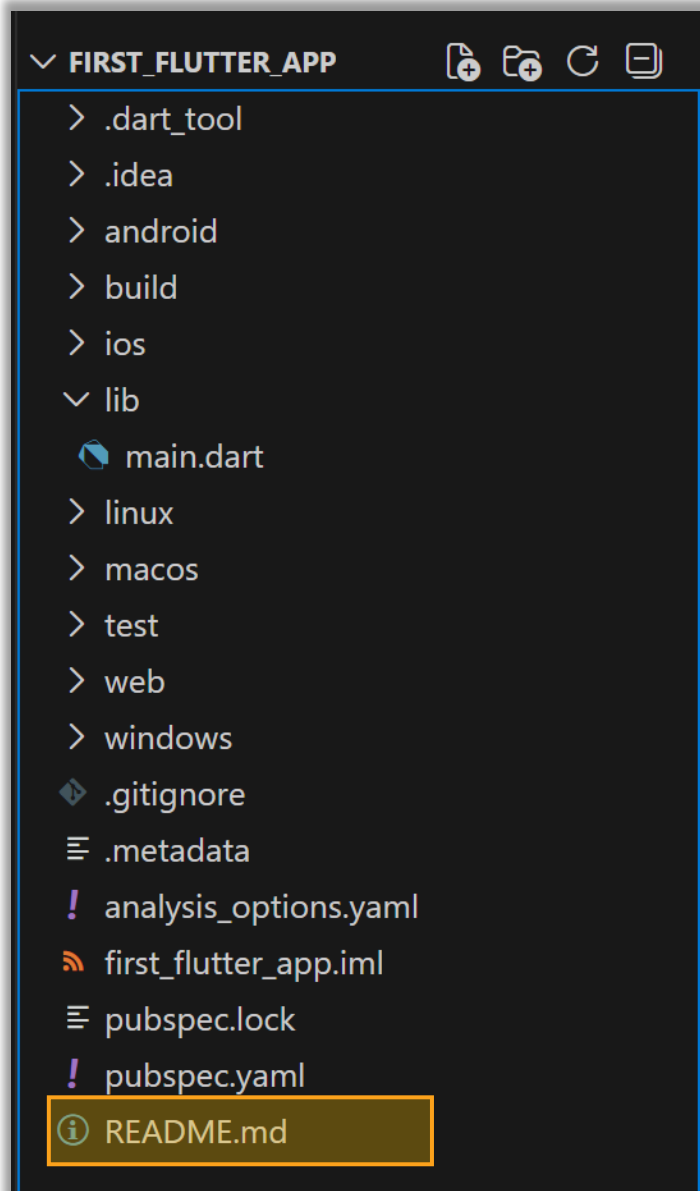 FIRST_FLUTTER_APP
.dart_tool
.idea
android
build
ios
lib
main.dart
linux
macos
test
web
windows
.gitignore
.metadata
analysis_options.yaml
first_flutter_app.iml
pubspec.lock
pubspec.yaml
README.md